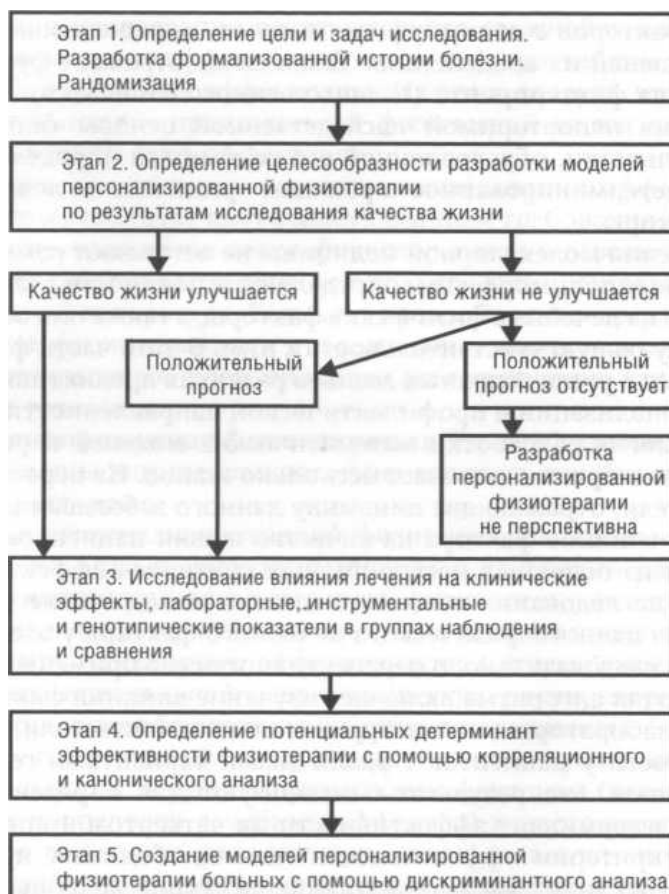 Этап 1. Определение цели и задач исследования.
Разработка формализованной истории болезни.
Рандомизация
Этап 2. Определение целесообразности разработки моделей
персонализированной физиотерапии
по результатам исследования качества жизни
Качество жизни улучшается
Качество жизни не улучшается
Положительный
прогноз
Положительный
прогноз отсутствует
Разработка
персонализированной
физиотерапии
не перспективна
Этап 3. Исследование влияния лечения на клинические
эффекты, лабораторные, инструментальные
и генотипические показатели в группах наблюдения
и сравнения
Этап 4. Определение потенциальных детерминант
эффективности физиотерапии с помощью корреляционного
и канонического анализа
Этап 5. Создание моделей персонализированной
физиотерапии больных с помощью дискриминантного анализа